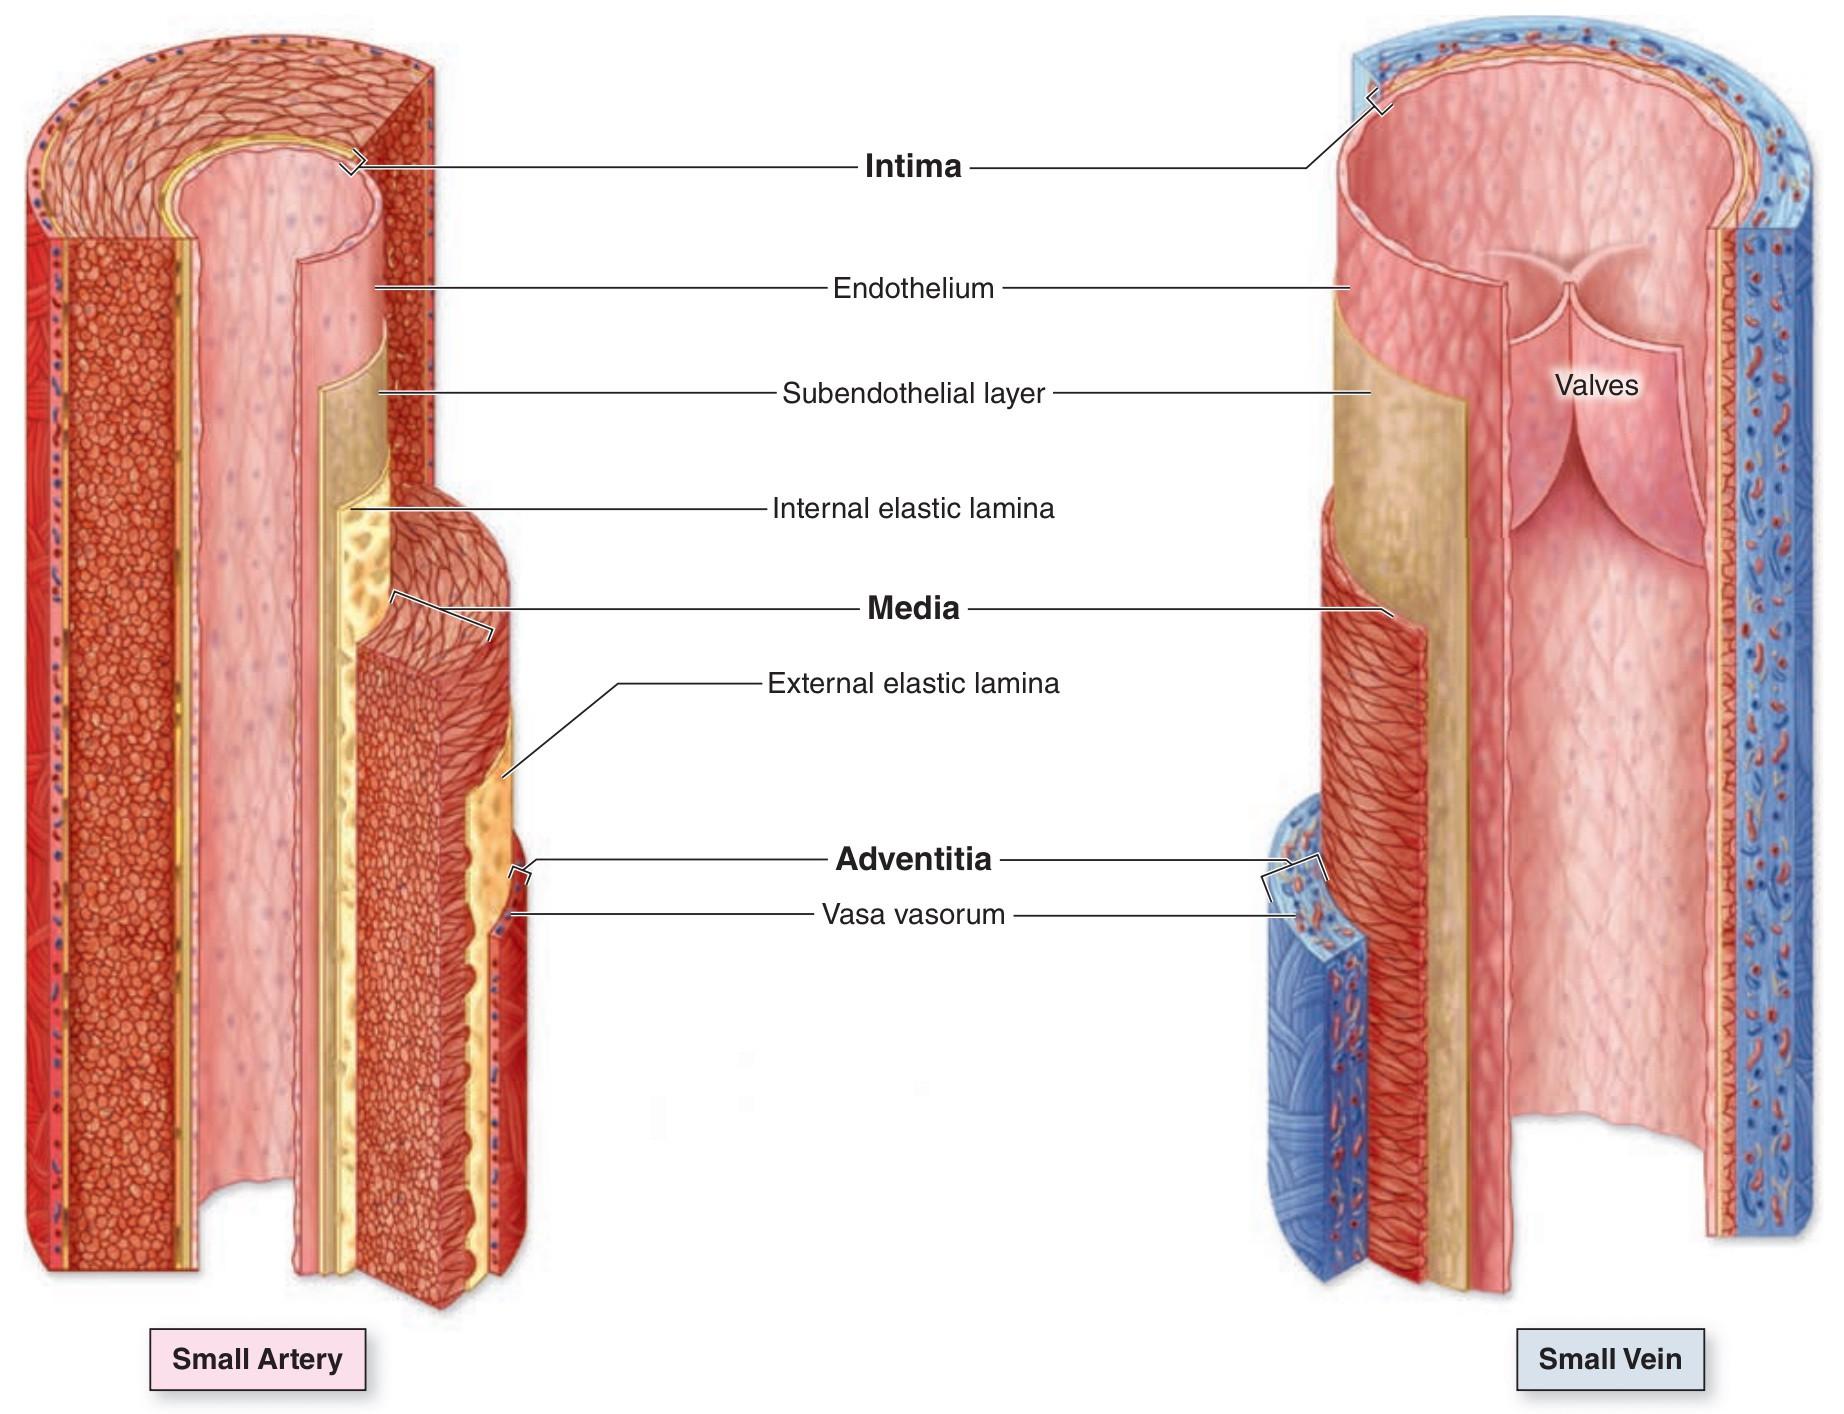 Intima
Endothelium
Subendothelial layer
Valves
Internal elastic lamina
Media
External elastic lamina
Adventitia
Vasa vasorum
Small Artery
Small Vein